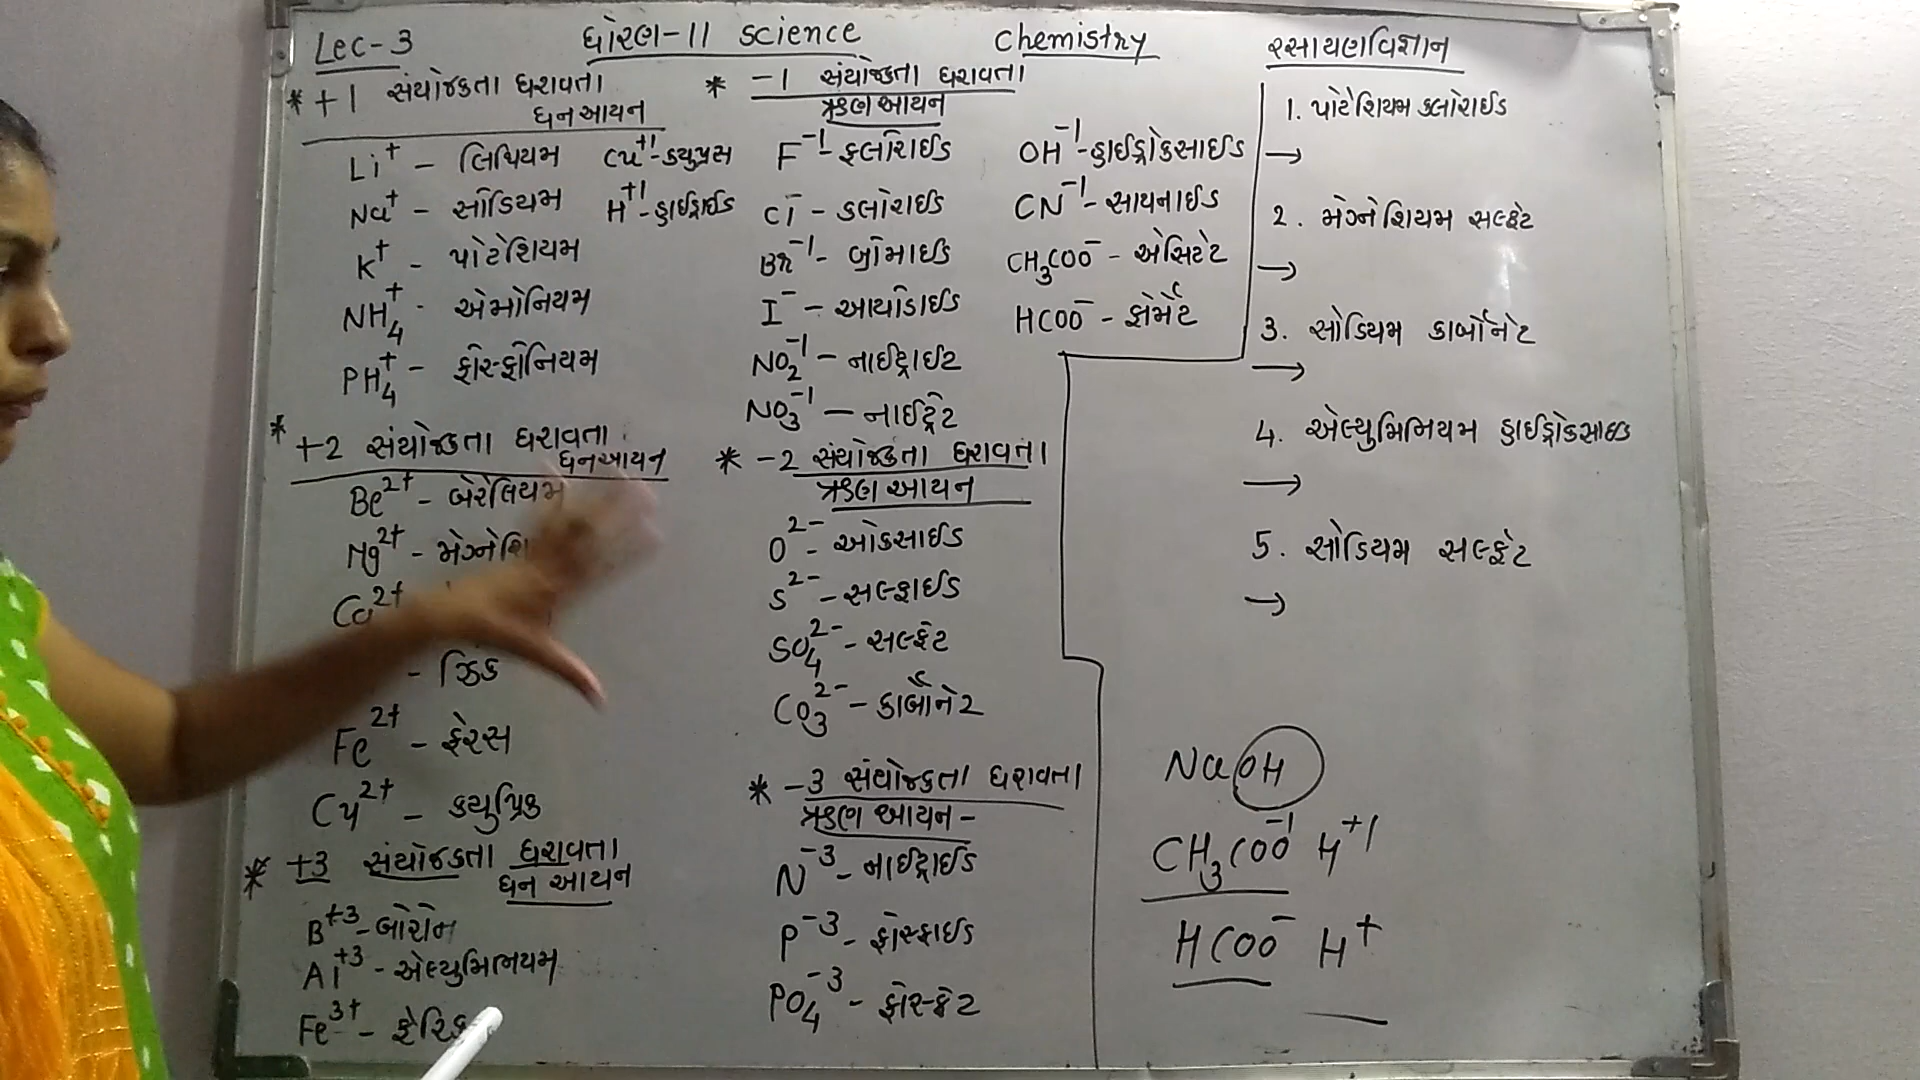 Lec-3
ધોરણ-11 science
chemistry
રસાયણવિજ્ઞાન
* +1 સંયોજકતા ધરાવતા
ધનઆયન
Li⁺ - લિથિયમ
Cu⁺¹-ક્યુપ્રસ
Na⁺ - સોડિયમ
H⁺¹-હાઈડ્રાઈડ
K⁺ - પોટેશિયમ
NH₄⁺ - એમોનિયમ
PH₄⁺ - ફોસ્ફોનિયમ
* +2 સંયોજકતા ધરાવતા
ધનઆયન
Be²⁺ - બેરેલિયમ
Mg²⁺ - મેગ્નેશિ
Ca²⁺
- ઝિંક
Fe²⁺ - ફેરસ
Cu²⁺ - ક્યુપ્રિક
* +3 સંયોજકતા ધરાવતા
ધન આયન
B⁺³-બોરોન
Al⁺³-એલ્યુમિનિયમ
Fe³⁺ - ફેરિક
* -1 સંયોજકતા ધરાવતા
ઋણ આયન
F⁻¹-ફ્લોરાઈડ
Cl⁻ - ક્લોરાઈડ
Br⁻¹- બ્રોમાઈડ
I⁻ - આયોડાઈડ
NO₂⁻¹ - નાઈટ્રાઈટ
NO₃⁻¹ - નાઈટ્રેટ
OH⁻¹-હાઈડ્રોક્સાઈડ
CN⁻¹- સાયનાઈડ
CH₃COO⁻ - એસિટેટ
HCOO⁻ - ફોર્મેટ
* -2 સંયોજકતા ધરાવતા
ઋણ આયન
O²⁻ - ઓક્સાઈડ
S²⁻ - સલ્ફાઈડ
SO₄²⁻ - સલ્ફેટ
CO₃²⁻ - કાર્બોનેટ
* -3 સંયોજકતા ધરાવતા
ઋણ આયન-
N⁻³ - નાઈટ્રાઈડ
P⁻³ - ફોસ્ફાઈડ
PO₄⁻³ - ફોસ્ફેટ
1. પોટેશિયમ ક્લોરાઈડ
→
2. મેગ્નેશિયમ સલ્ફેટ
→
3. સોડિયમ કાર્બોનેટ
→
4. એલ્યુમિનિયમ હાઈડ્રોક્સાઇડ
→
5. સોડિયમ સલ્ફેટ
→
NaOH
CH₃COO⁻¹ H⁺¹
HCOO⁻ H⁺